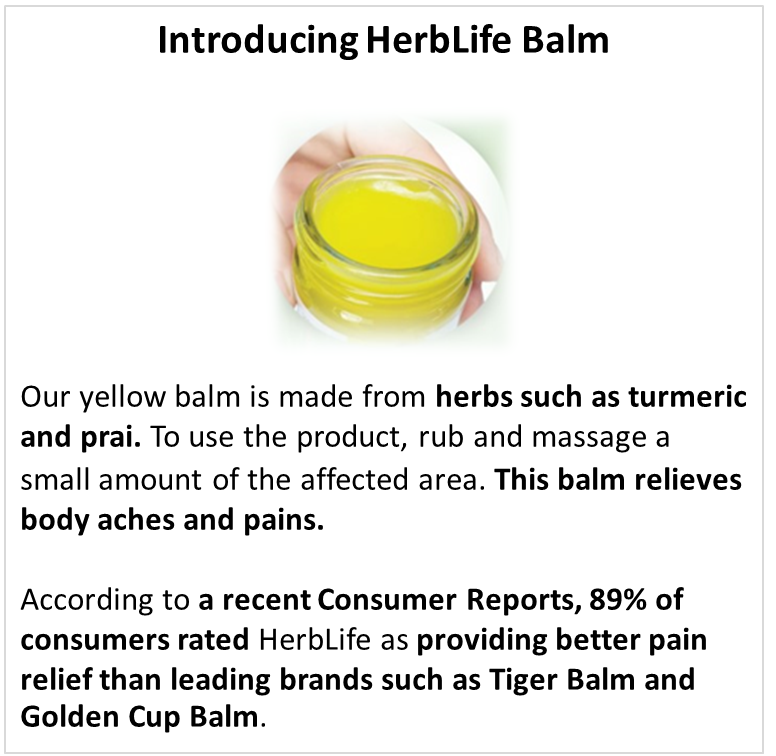 Introducing HerbLife Balm
Our yellow balm is made from herbs such as turmeric
and prai. To use the product, rub and massage a
small amount of the affected area. This balm relieves
body aches and pains.
According to a recent Consumer Reports, 89% of
consumers rated HerbLife as providing better pain
relief than leading brands such as Tiger Balm and
Golden Cup Balm.